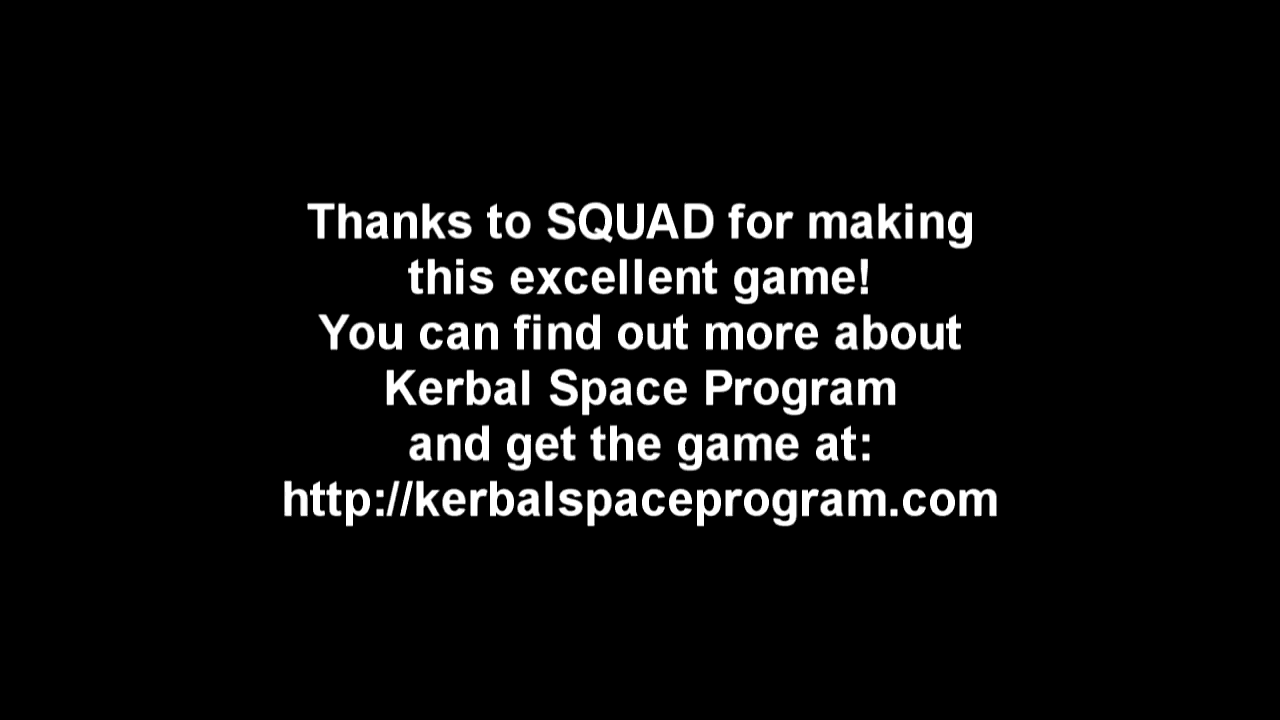 Thanks to SQUAD for making
this excellent game!
You can find out more about
Kerbal Space Program
and get the game at:
http://kerbalspaceprogram.com